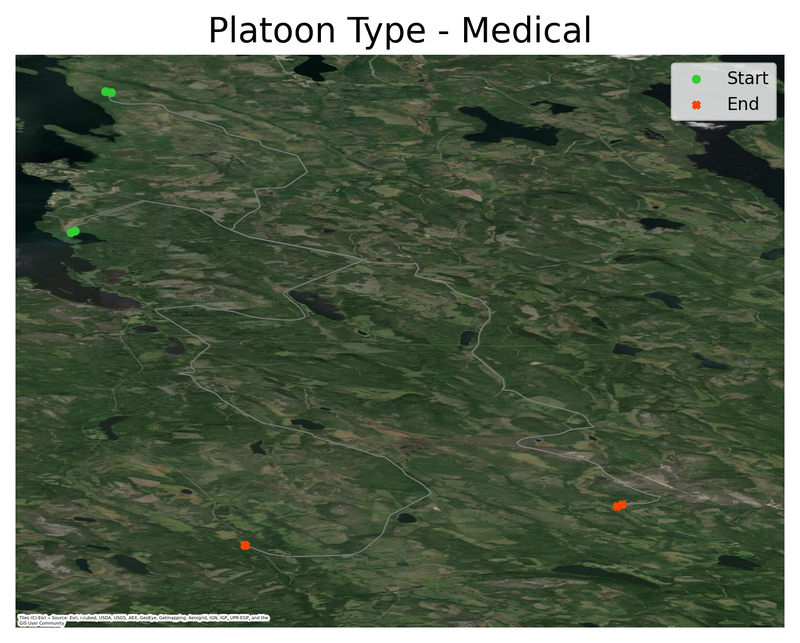 Platoon Type - Medical
Start
End
Tiles (C) Esri -- Source: Esri, i-cubed, USDA, USGS, AEX, GeoEye, Getmapping, Aerogrid, IGN, IGP, UPR-EGP, and the
GIS User Community